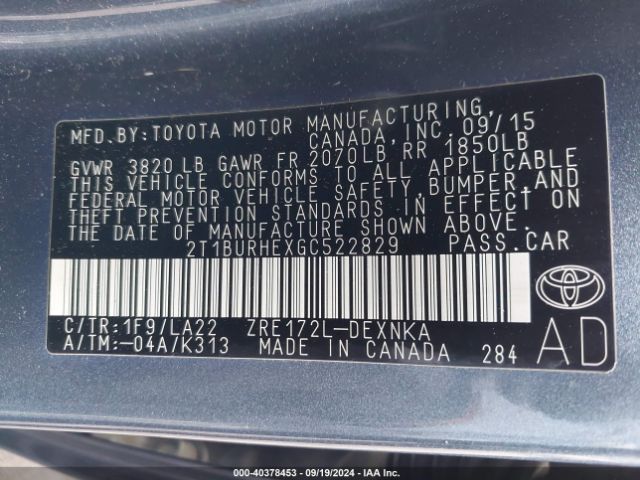 MFD.BY:TOYOTA MOTOR MANUFACTURING
CANADA, INC. 09/15
GVWR 3820 LB GAWR FR 2070LB RR 1850LB
THIS VEHICLE CONFORMS TO ALL APPLICABLE
FEDERAL MOTOR VEHICLE SAFETY,BUMPER,AND
THEFT PREVENTION STANDARDS IN EFFECT ON
THE DATE OF MANUFACTURE SHOWN ABOVE.
2T1BURHEXGC522829 PASS.CAR
C/TR:1F9/LA22 ZRE172L-DEXNKA
A/TM:-04A/K313 MADE IN CANADA 284
AD
000-40378453 - 09/19/2024 - IAA Inc.